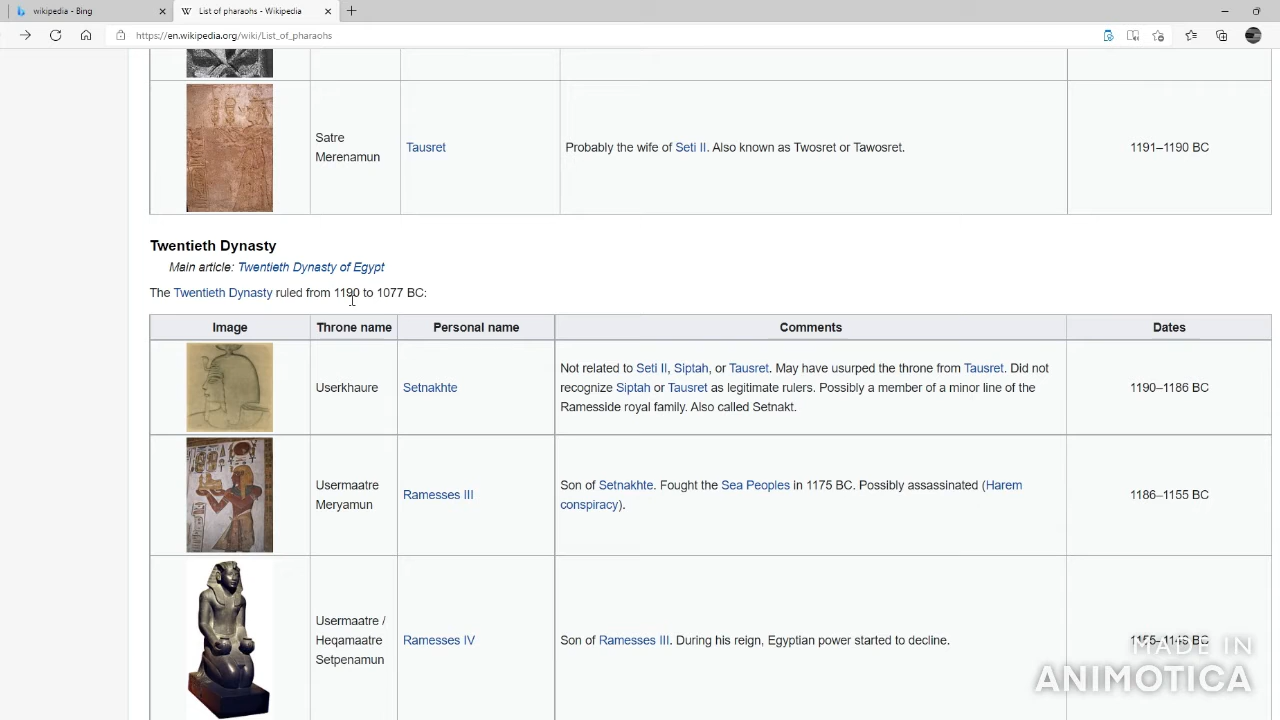 wikipedia - Bing
List of pharaohs - Wikipedia
https://en.wikipedia.org/wiki/List_of_pharaohs
Satre
Merenamun
Tausret
Probably the wife of Seti II. Also known as Twosret or Tawosret.
1191–1190 BC
Twentieth Dynasty
Main article: Twentieth Dynasty of Egypt
The Twentieth Dynasty ruled from 1190 to 1077 BC:
Image Throne name Personal name Comments Dates
Userkhaure
Setnakhte
Not related to Seti II, Siptah, or Tausret. May have usurped the throne from Tausret. Did not
recognize Siptah or Tausret as legitimate rulers. Possibly a member of a minor line of the
Ramesside royal family. Also called Setnakt.
1190–1186 BC
Usermaatre
Meryamun
Ramesses III
Son of Setnakhte. Fought the Sea Peoples in 1175 BC. Possibly assassinated (Harem
conspiracy).
1186–1155 BC
Usermaatre /
Heqamaatre
Setpenamun
Ramesses IV
Son of Ramesses III. During his reign, Egyptian power started to decline.
MADE IN
ANIMOTICA